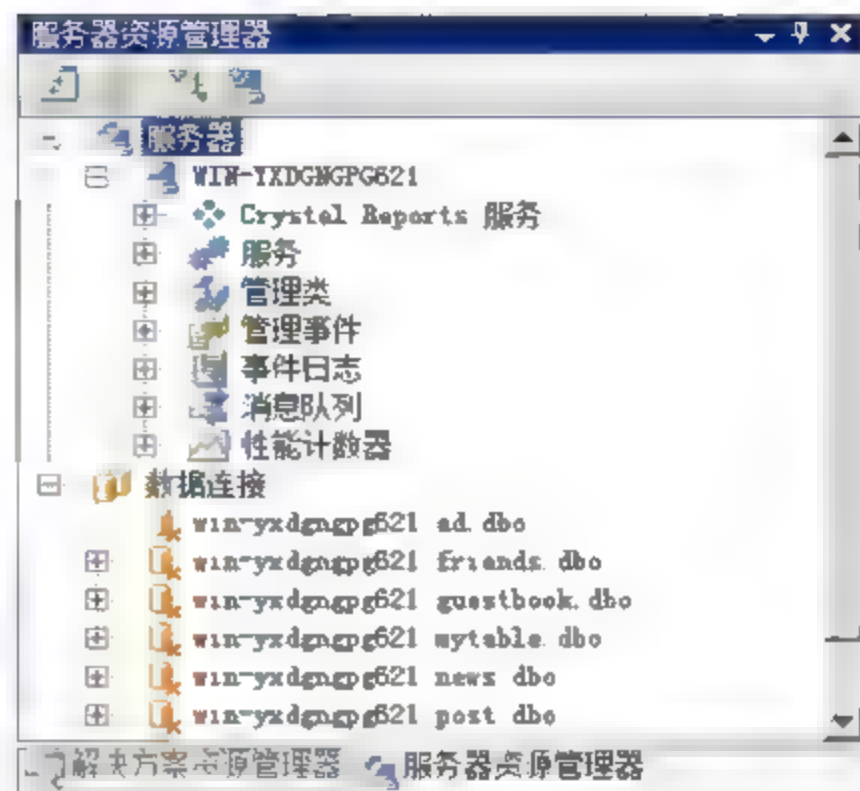 服务器资源管理器
服务器
WIN-YXDGNGPG621
Crystal Reports 服务
服务
管理类
管理事件
事件日志
消息队列
性能计数器
数据连接
win-yxdgngpg621 ad.dbo
win-yxdgngpg621 friends.dbo
win-yxdgngpg621 guestbook.dbo
win-yxdgngpg621 mytable.dbo
win-yxdgngpg621 news dbo
win-yxdgngpg621 post dbo
解决方案资源管理器 服务器资源管理器